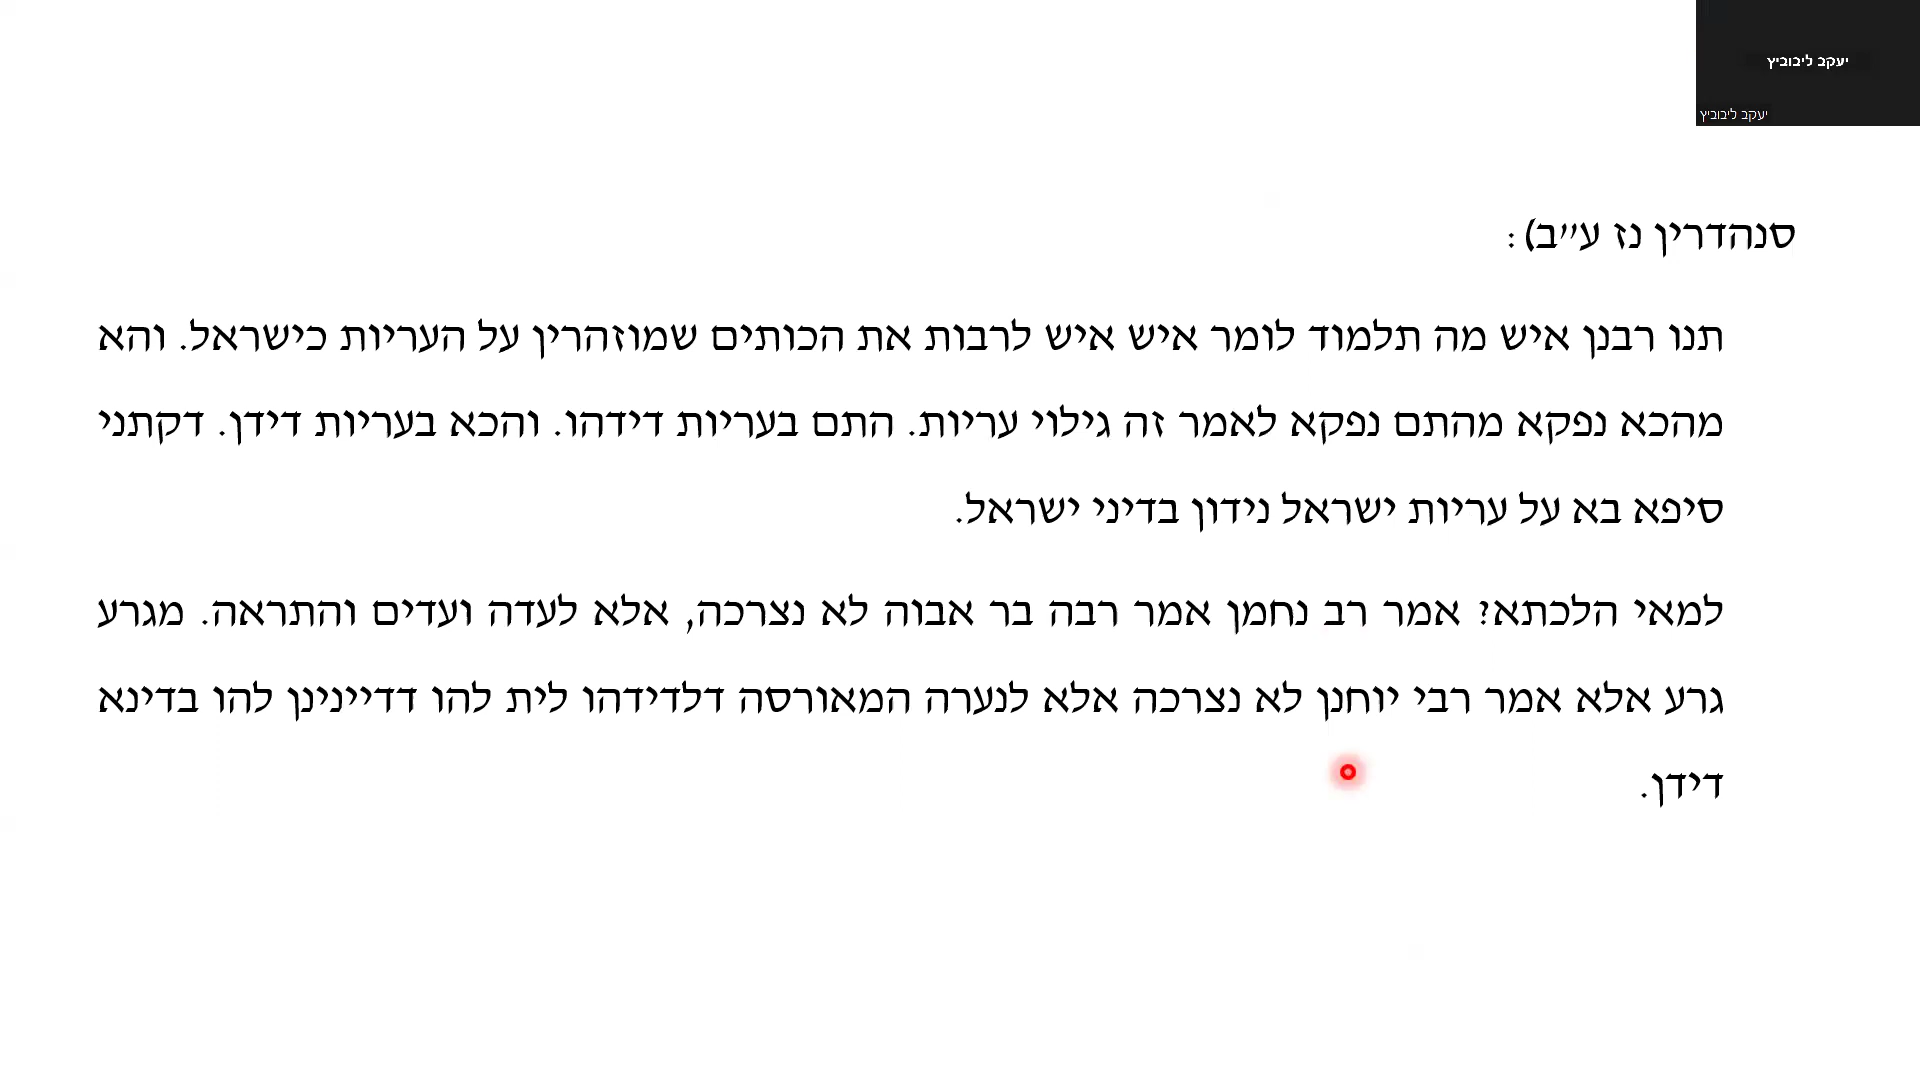 יעקב ליבוביץ
יעקב ליבוביץ
סנהדרין נז ע״ב):
תנו רבנן איש מה תלמוד לומר איש איש לרבות את הכותים שמוזהרין על העריות כישראל. והא
מהכא נפקא מהתם נפקא לאמר זה גילוי עריות. התם בעריות דידהו. והכא בעריות דידן. דקתני
סיפא בא על עריות ישראל נידון בדיני ישראל.
למאי הלכתא? אמר רב נחמן אמר רבה בר אבוה לא נצרכה, אלא לעדה ועדים והתראה. מגרע
גרע אלא אמר רבי יוחנן לא נצרכה אלא לנערה המאורסה דלדידהו לית להו דדיינינן להו בדינא
דידן.